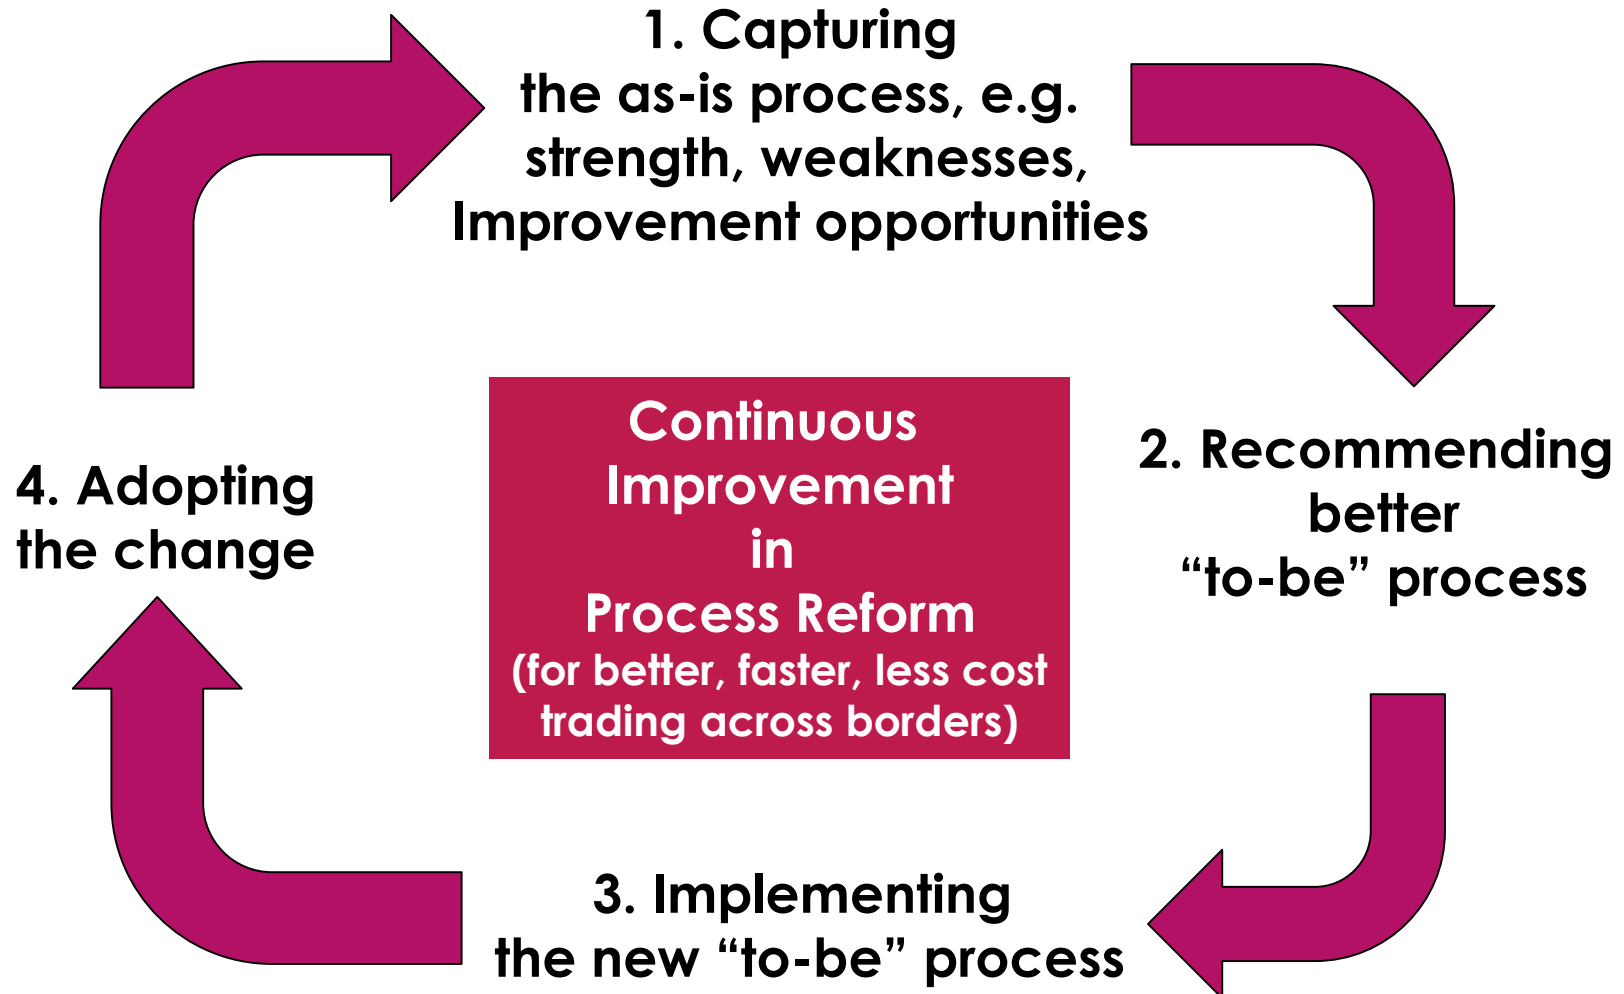 1. Capturing
the as-is process, e.g.
strength, weaknesses,
Improvement opportunities
2. Recommending
better
“to-be” process
3. Implementing
the new “to-be” process
4. Adopting
the change
Continuous
Improvement
in
Process Reform
(for better, faster, less cost
trading across borders)